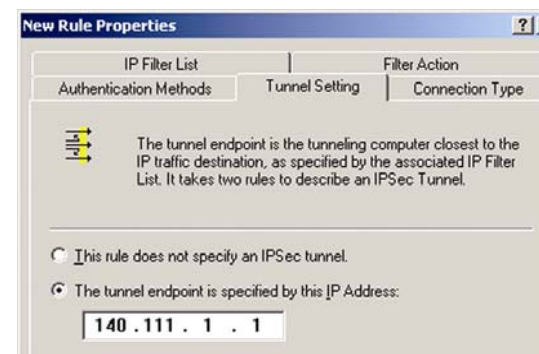 New Rule Properties
IP Filter List
Filter Action
Authentication Methods
Tunnel Setting
Connection Type
The tunnel endpoint is the tunneling computer closest to the
IP traffic destination, as specified by the associated IP Filter
List. It takes two rules to describe an IPSec Tunnel.
This rule does not specify an IPSec tunnel.
The tunnel endpoint is specified by this IP Address:
140 . 111 . 1 . 1